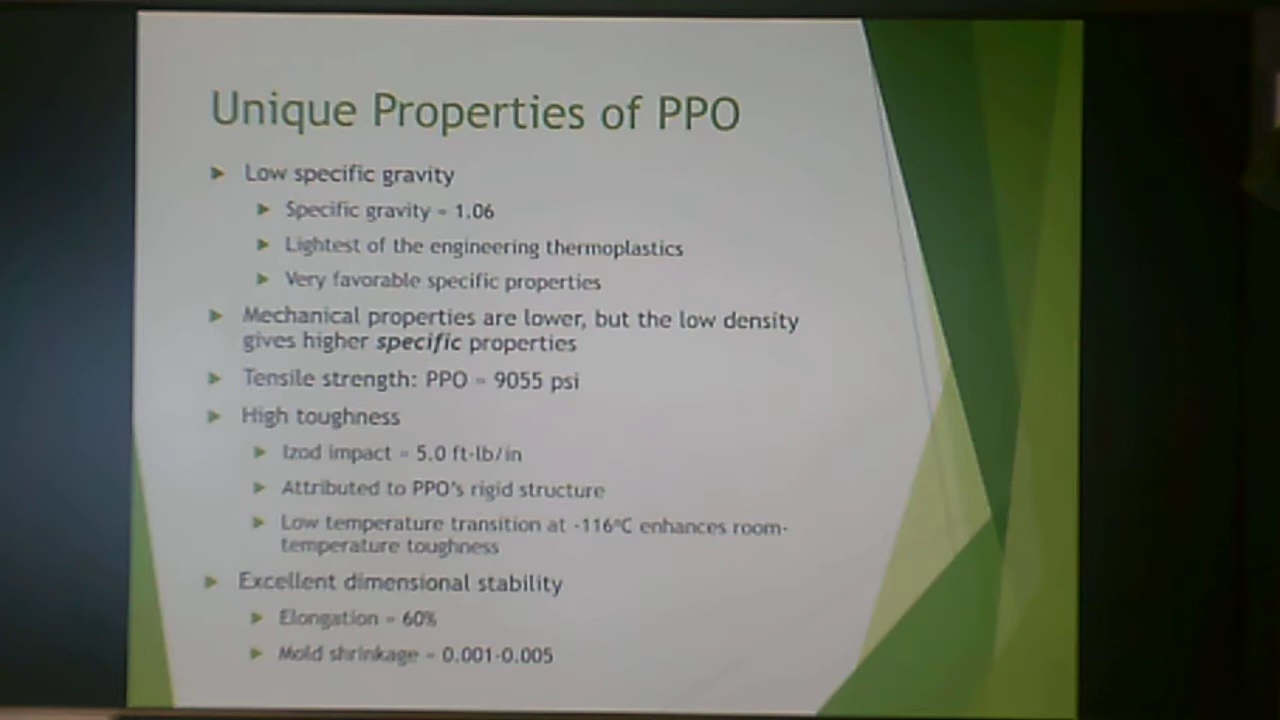 Unique Properties of PPO
Low specific gravity
Specific gravity = 1.06
Lightest of the engineering thermoplastics
Very favorable specific properties
Mechanical properties are lower, but the low density
gives higher specific properties
Tensile strength: PPO = 9055 psi
High toughness
Izod impact = 5.0 ft-lb/in
Attributed to PPO's rigid structure
Low temperature transition at -116°C enhances room-
temperature toughness
Excellent dimensional stability
Elongation = 60%
Mold shrinkage = 0.001-0.005